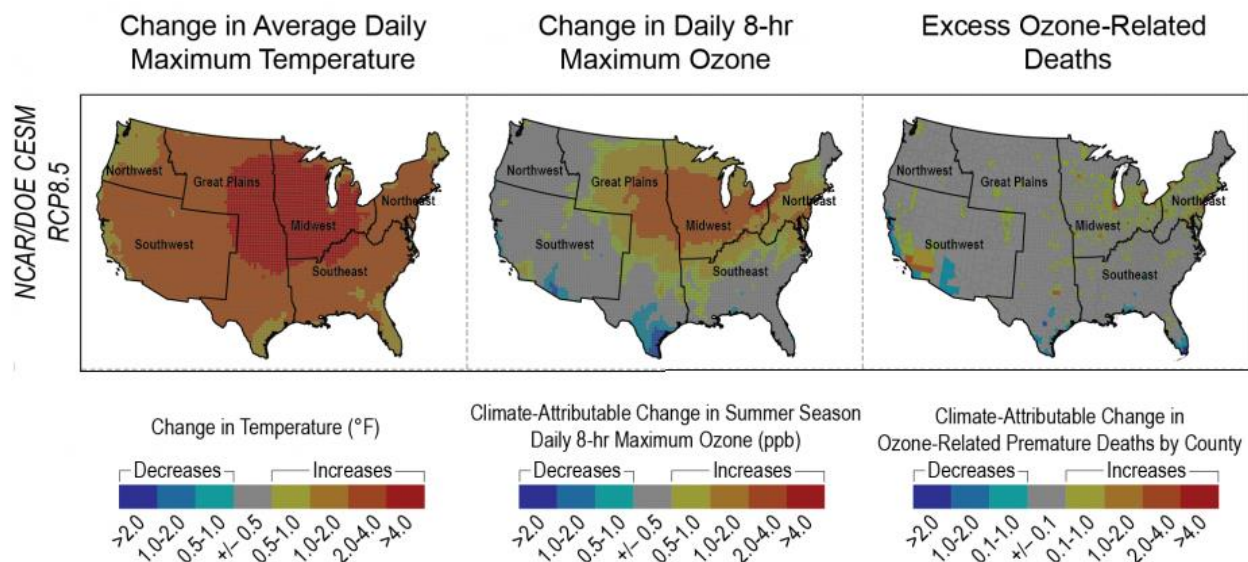 Change in Average Daily
Maximum Temperature
Change in Daily 8-hr
Maximum Ozone
Excess Ozone-Related
Deaths
NCAR/DOE CESM
RCP8.5
Northwest
Great Plains
Midwest
Northeast
Southwest
Southeast
Northwest
Great Plains
Midwest
Northeast
Southwest
Southeast
Northwest
Great Plains
Midwest
Northeast
Southwest
Southeast
Change in Temperature (°F)
Decreases
Increases
>2.0
1.0-2.0
0.5-1.0
+/– 0.5
0.5-1.0
1.0-2.0
2.0-4.0
>4.0
Climate-Attributable Change in Summer Season
Daily 8-hr Maximum Ozone (ppb)
Decreases
Increases
>2.0
1.0-2.0
0.5-1.0
+/– 0.5
0.5-1.0
1.0-2.0
2.0-4.0
>4.0
Climate-Attributable Change in
Ozone-Related Premature Deaths by County
Decreases
Increases
>2.0
1.0-2.0
0.1-1.0
+/– 0.1
0.1-1.0
1.0-2.0
2.0-4.0
>4.0